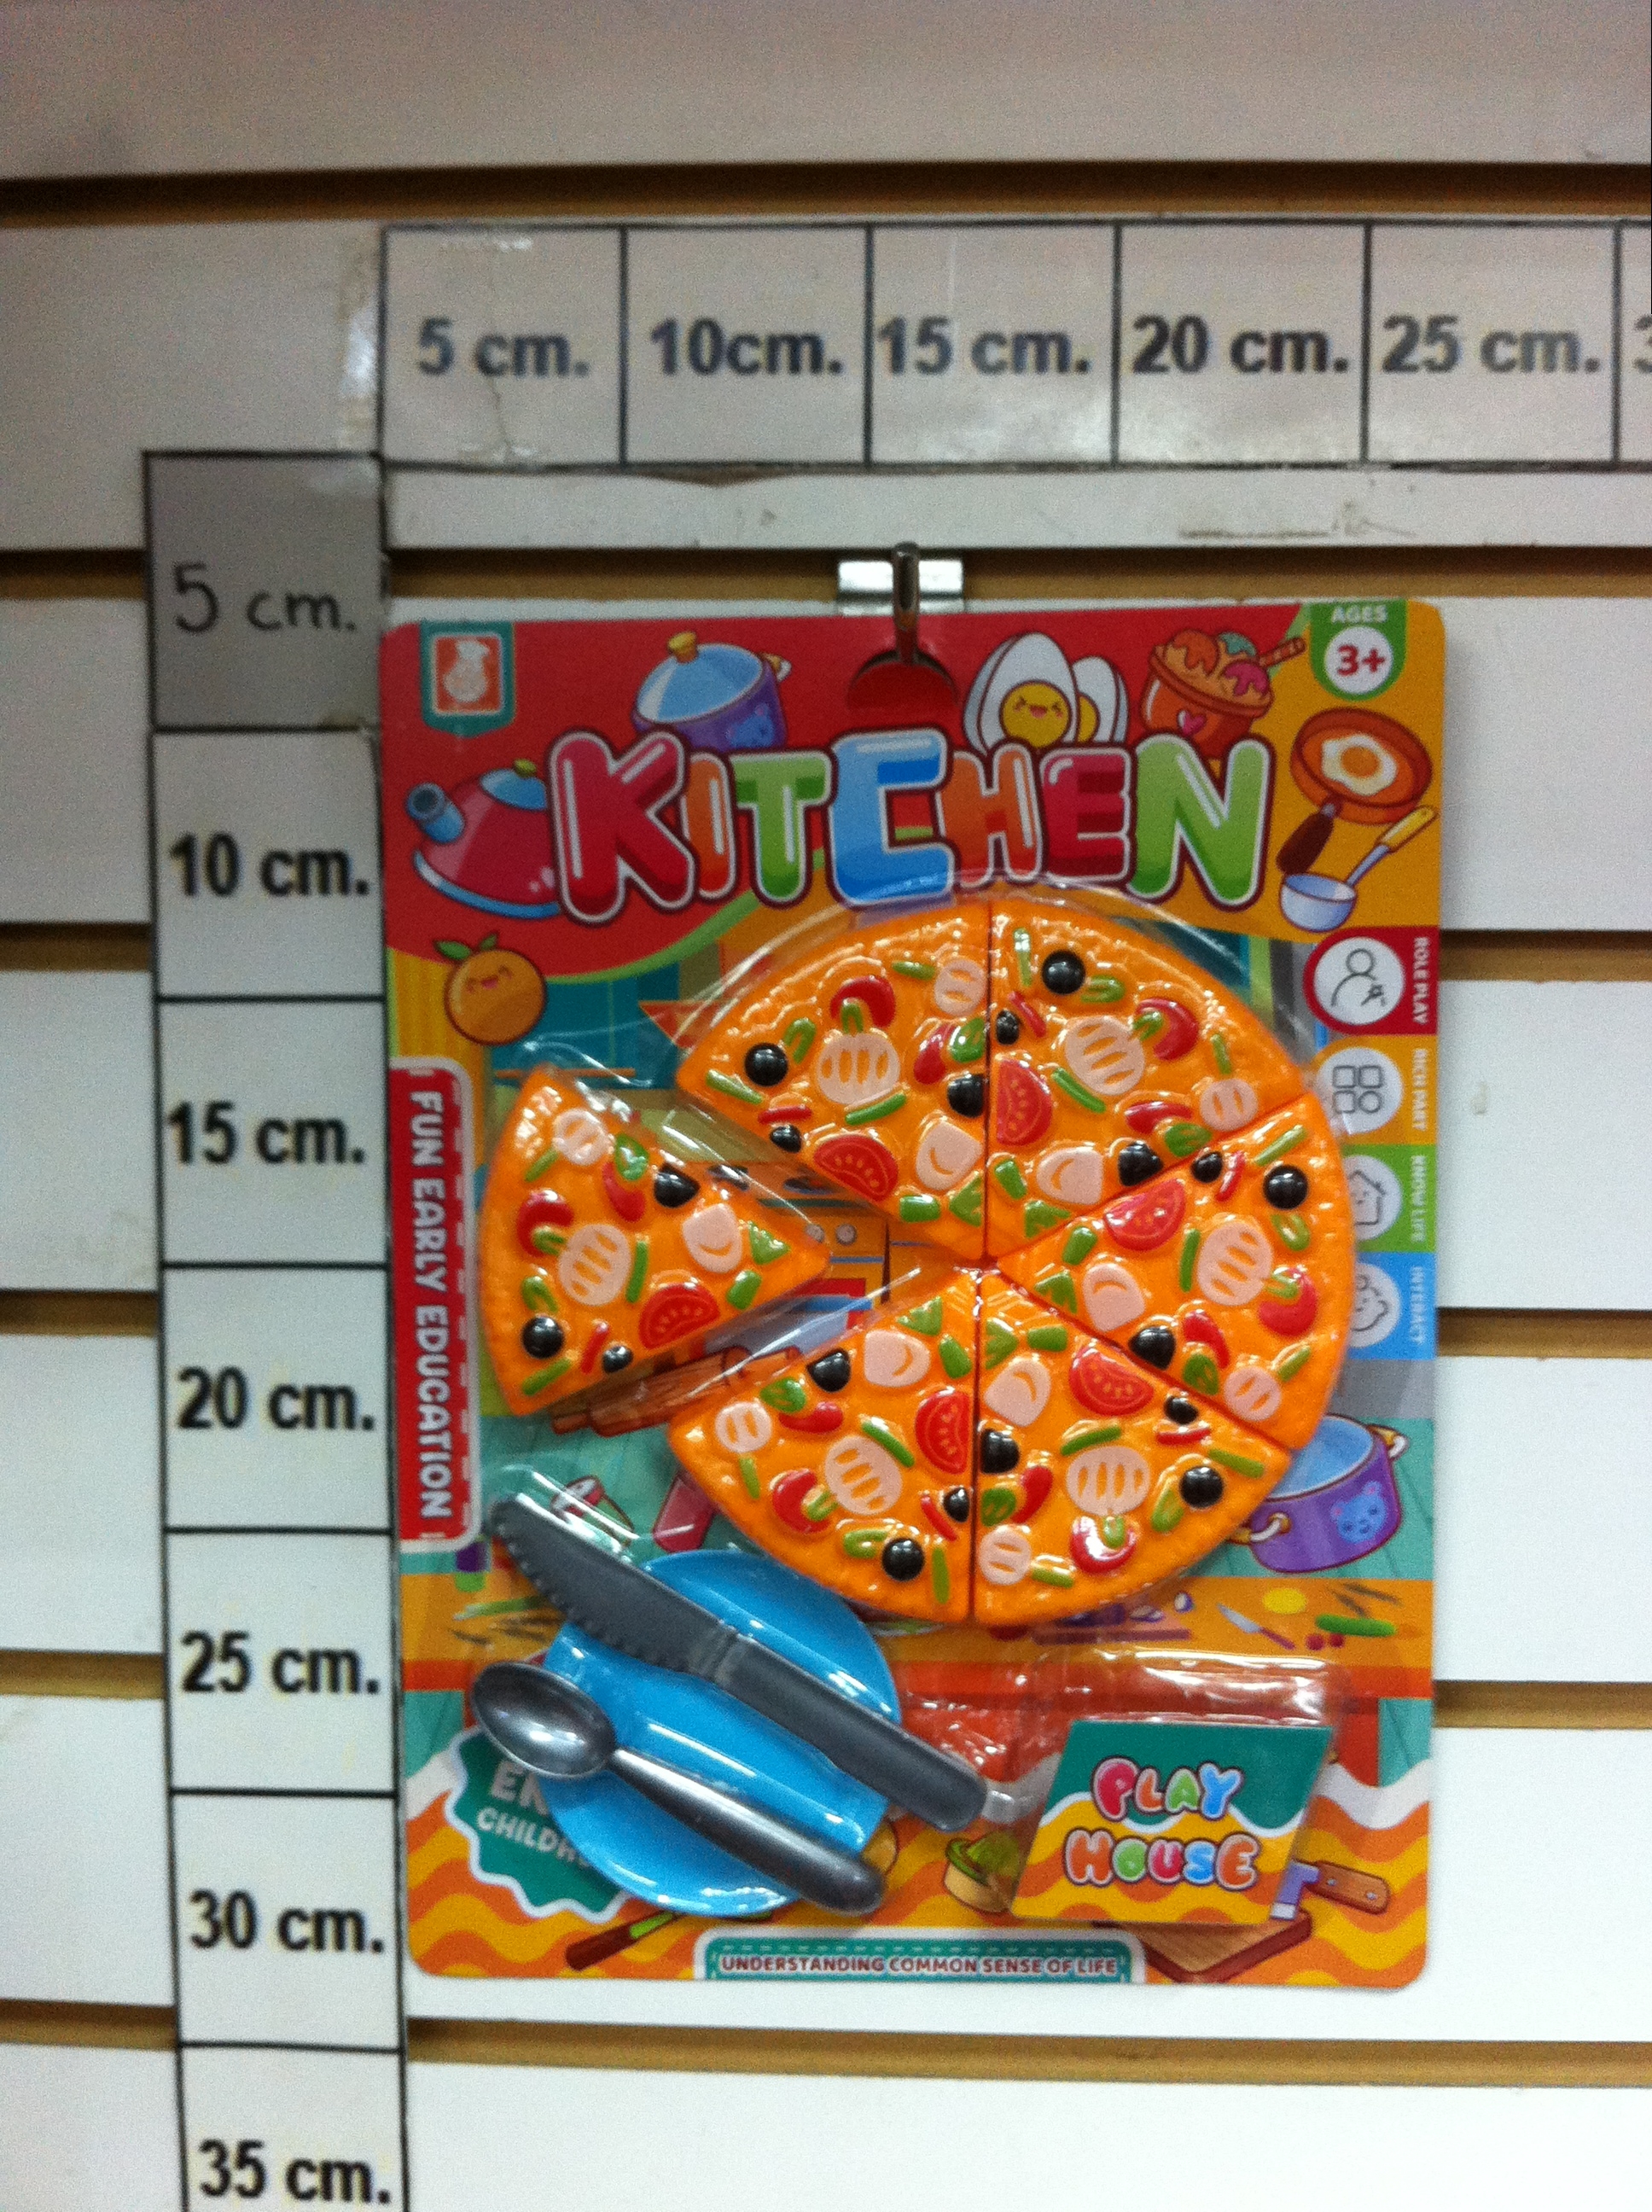 5 cm.
10cm.
15 cm.
20 cm.
25 cm.
5 cm.
10 cm.
15 cm.
20 cm.
25 cm.
30 cm.
35 cm.
AGES
3+
KITCHEN
ROLE PLAY
RICH PART
KNOW LIFE
INTERACT
FUN EARLY EDUCATION
PLAY
HOUSE
UNDERSTANDING COMMON SENSE OF LIFE